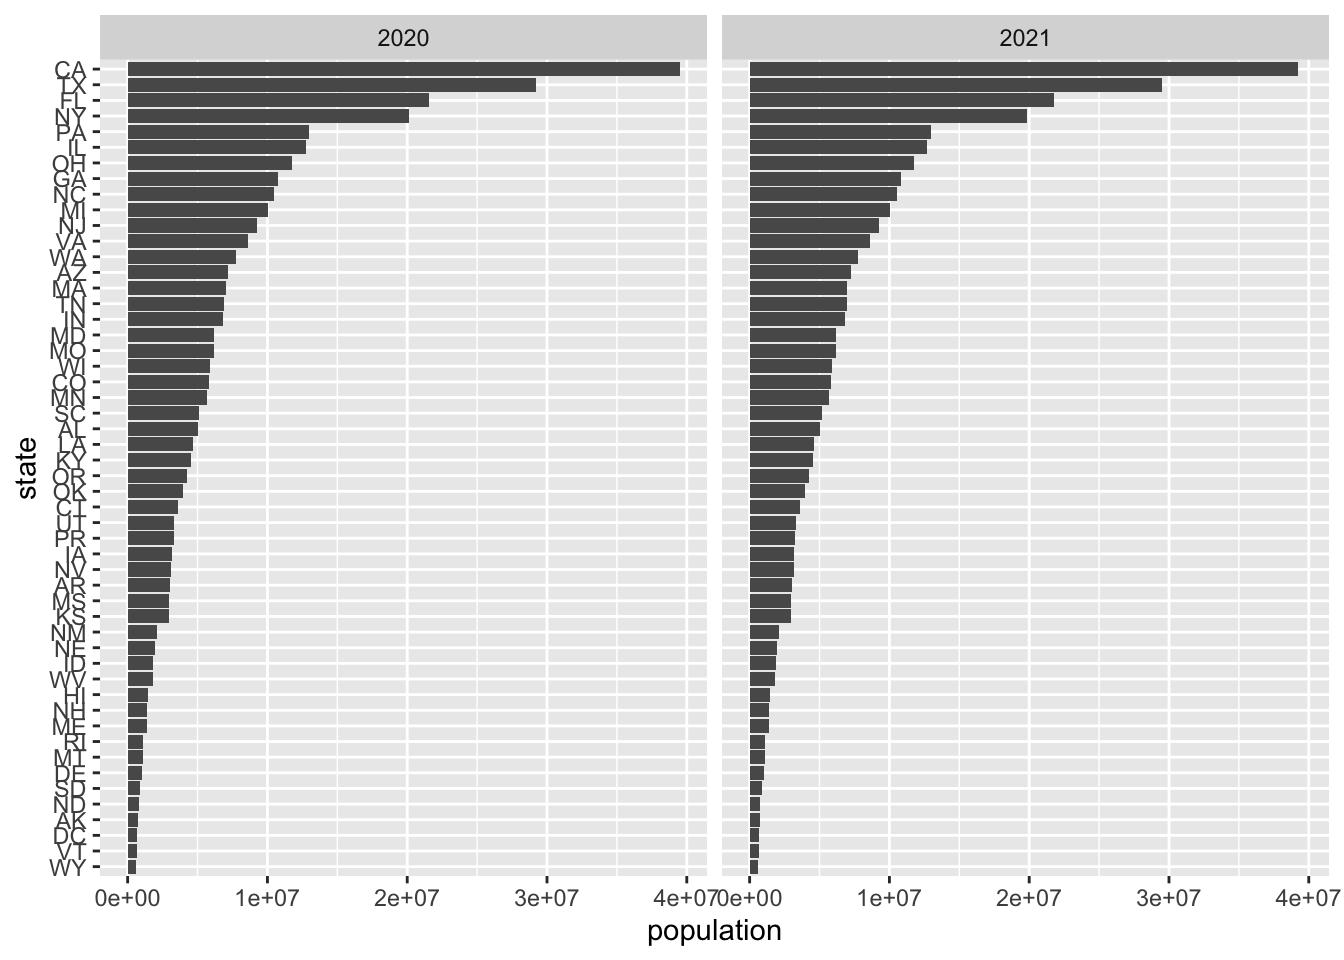 2020
2021
CA
TX
FL
NY
PA
IL
OH
GA
NC
MI
NJ
VA
WA
AZ
MA
TN
IN
MD
MO
WI
CO
MN
SC
AL
LA
KY
OR
OK
CT
UT
PR
IA
NV
AR
MS
KS
NM
NE
ID
WV
HI
NH
ME
RI
MT
DE
SD
ND
AK
DC
VT
WY
state
0e+00 1e+07 2e+07 3e+07 4e+07 0e+00 1e+07 2e+07 3e+07 4e+07
population